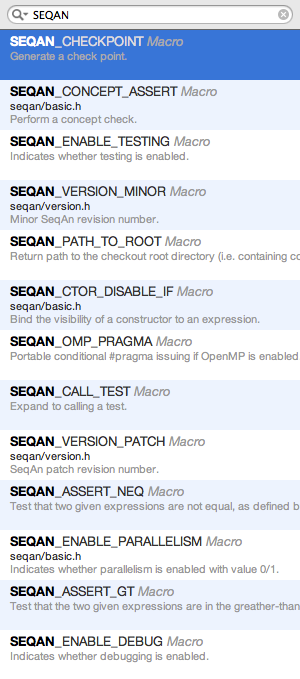 SEQAN
SEQAN_CHECKPOINT Macro
Generate a check point.
SEQAN_CONCEPT_ASSERT Macro
seqan/basic.h
Perform a concept check.
SEQAN_ENABLE_TESTING Macro
Indicates whether testing is enabled.
SEQAN_VERSION_MINOR Macro
seqan/version.h
Minor SeqAn revision number.
SEQAN_PATH_TO_ROOT Macro
Return path to the checkout root directory (i.e. containing co
SEQAN_CTOR_DISABLE_IF Macro
seqan/basic.h
Bind the visibility of a constructor to an expression.
SEQAN_OMP_PRAGMA Macro
Portable conditional #pragma issuing if OpenMP is enabled
SEQAN_CALL_TEST Macro
Expand to calling a test.
SEQAN_VERSION_PATCH Macro
seqan/version.h
SeqAn patch revision number.
SEQAN_ASSERT_NEQ Macro
Test that two given expressions are not equal, as defined b
SEQAN_ENABLE_PARALLELISM Macro
seqan/basic.h
Indicates whether parallelism is enabled with value 0/1.
SEQAN_ASSERT_GT Macro
Test that the two given expressions are in the greather-than
SEQAN_ENABLE_DEBUG Macro
Indicates whether debugging is enabled.